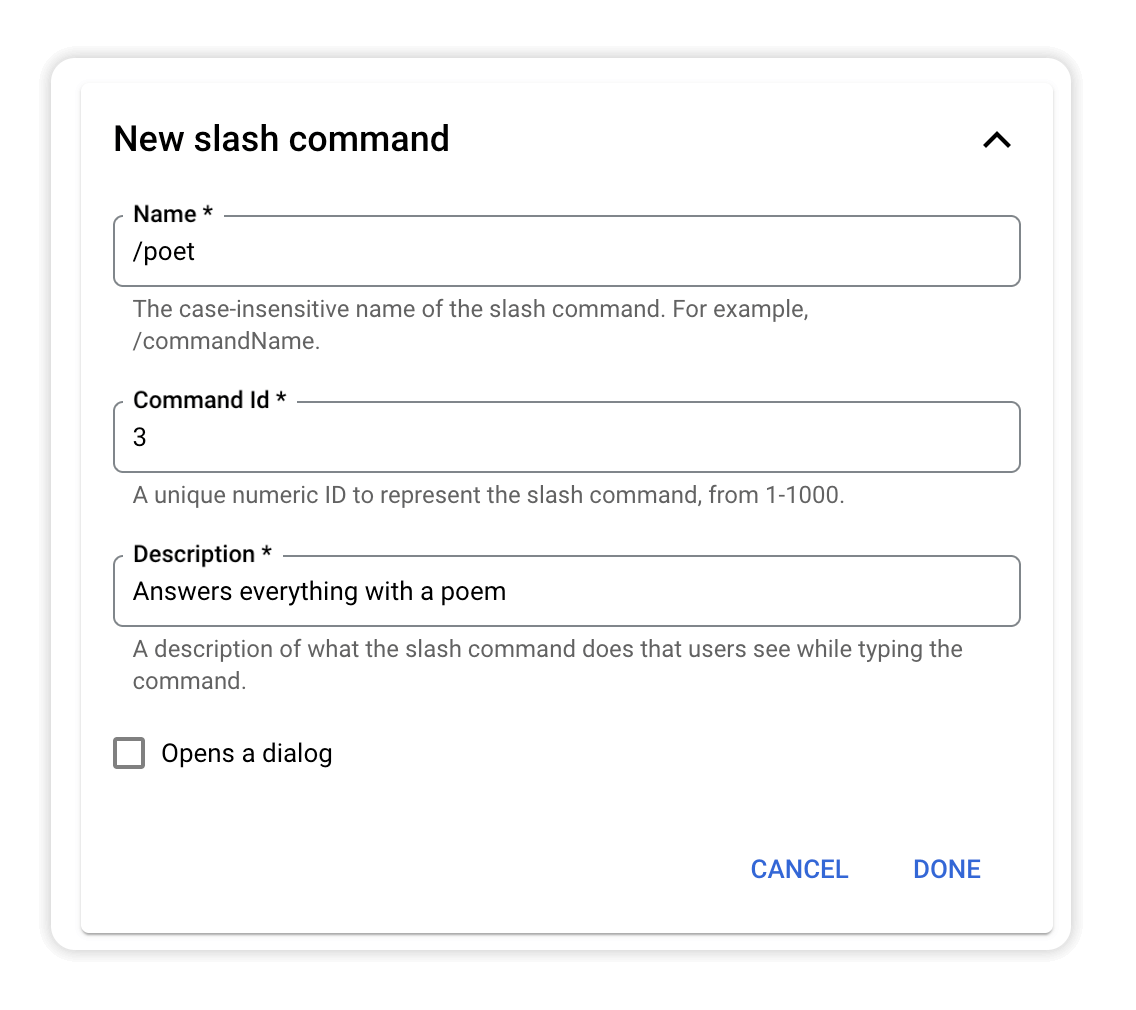 New slash command
Name *
/poet
The case-insensitive name of the slash command. For example,
/commandName.
Command Id *
3
A unique numeric ID to represent the slash command, from 1-1000.
Description *
Answers everything with a poem
A description of what the slash command does that users see while typing the
command.
Opens a dialog
CANCEL DONE